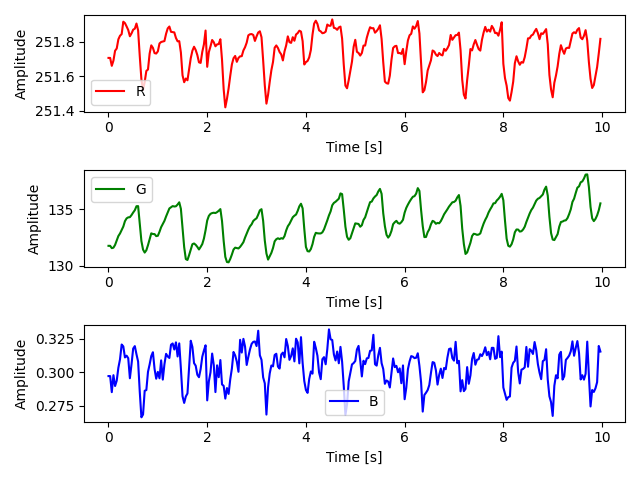 Amplitude
251.8
251.6
251.4
R
0 2 4 6 8 10
Time [s]
Amplitude
135
130
G
0 2 4 6 8 10
Time [s]
Amplitude
0.325
0.300
0.275
B
0 2 4 6 8 10
Time [s]